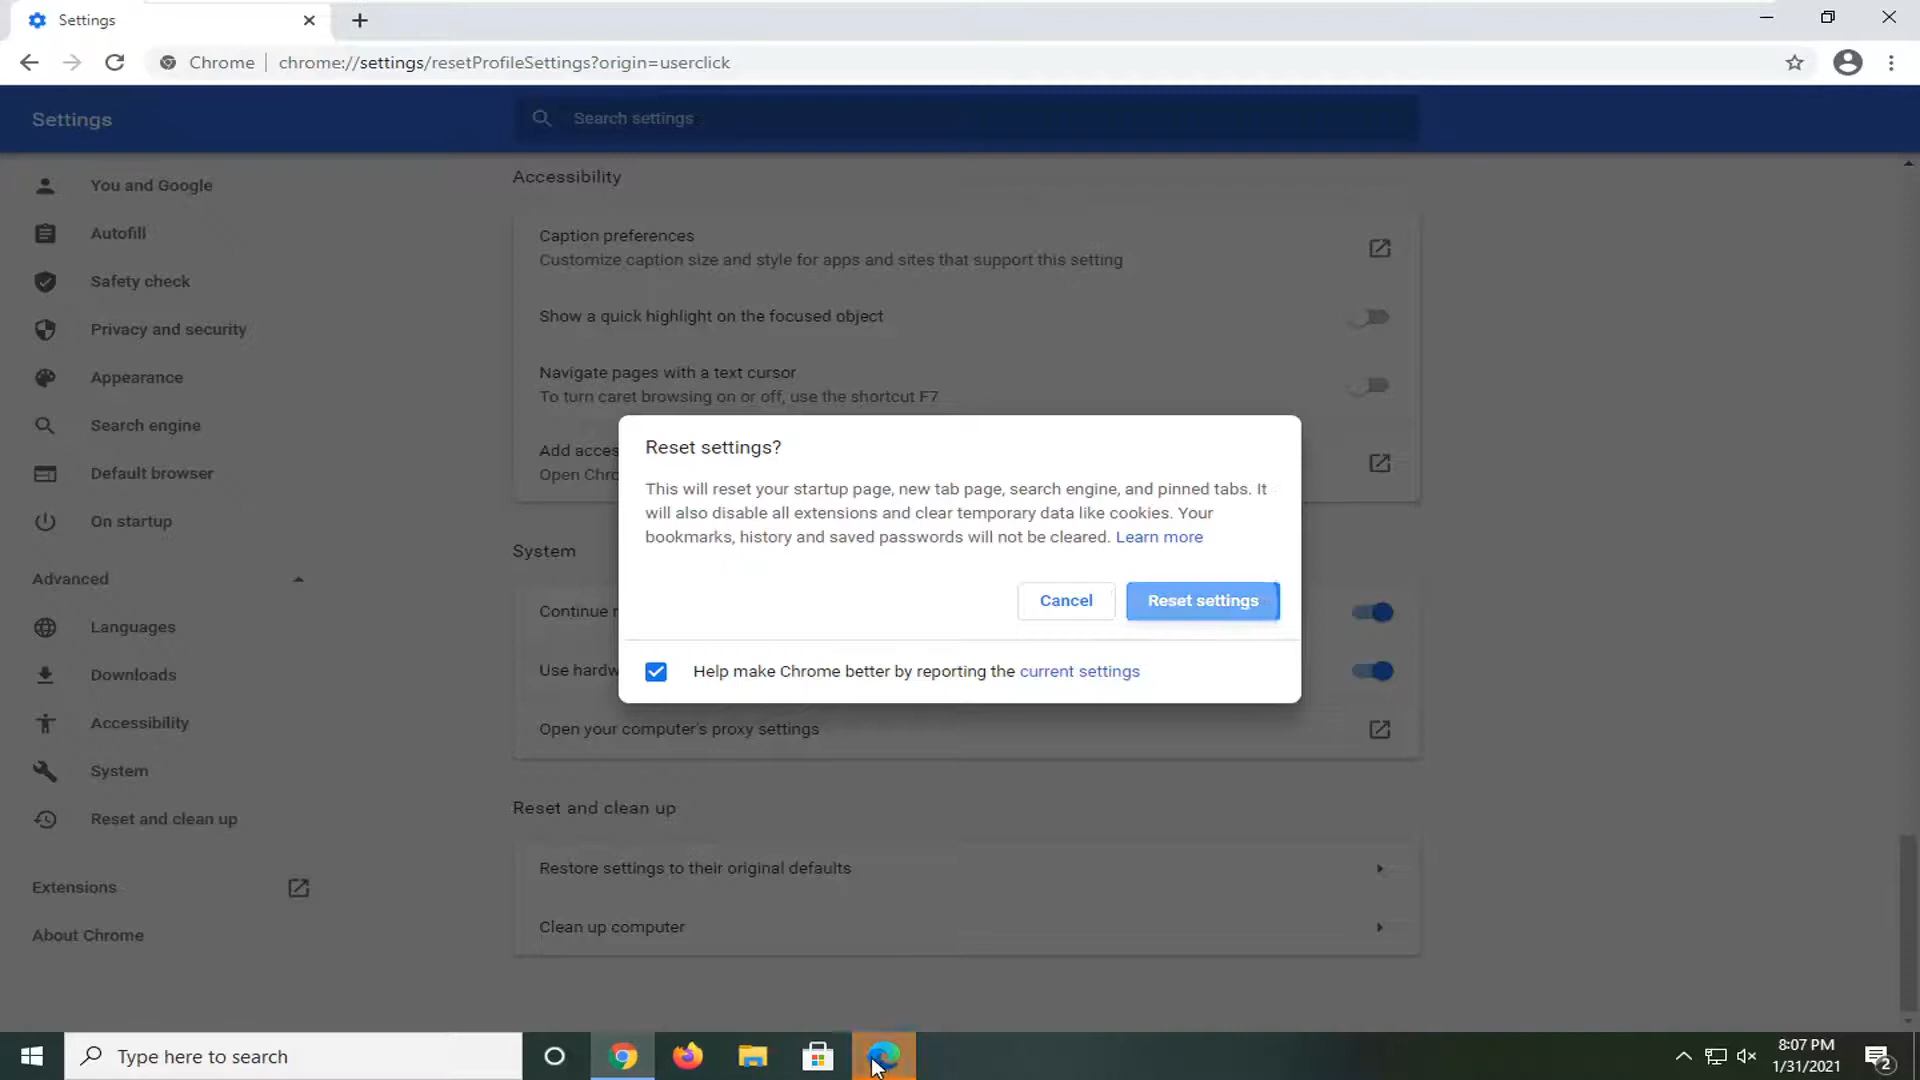 Settings
Chrome
chrome://settings/resetProfileSettings?origin=userclick
Settings
Search settings
You and Google
Autofill
Safety check
Privacy and security
Appearance
Search engine
Default browser
On startup
Advanced
Languages
Downloads
Accessibility
System
Reset and clean up
Extensions
About Chrome
Accessibility
Caption preferences
Customize caption size and style for apps and sites that support this setting
Show a quick highlight on the focused object
Navigate pages with a text cursor
To turn caret browsing on or off, use the shortcut F7
Add acces
Open Chro
Reset settings?
This will reset your startup page, new tab page, search engine, and pinned tabs. It
will also disable all extensions and clear temporary data like cookies. Your
bookmarks, history and saved passwords will not be cleared. Learn more
Cancel
Reset settings
Help make Chrome better by reporting the current settings
System
Continue r
Use hardw
Open your computer's proxy settings
Reset and clean up
Restore settings to their original defaults
Clean up computer
Type here to search
8:07 PM
1/31/2021
2